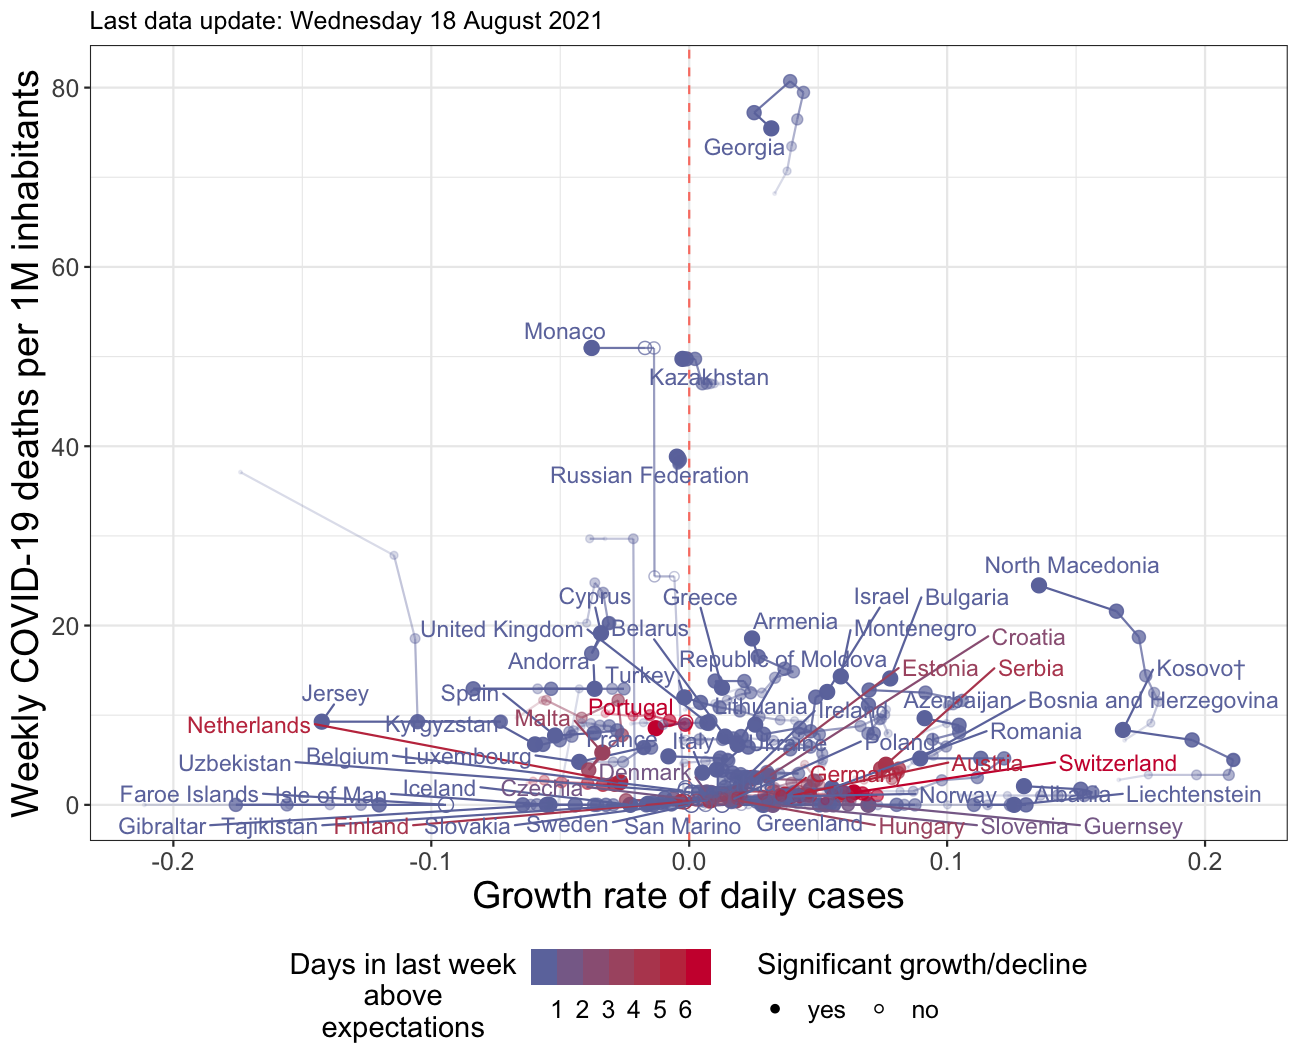 Last data update: Wednesday 18 August 2021
Weekly COVID-19 deaths per 1M inhabitants
80
60
40
20
0
Georgia
Monaco
Kazakhstan
Russian Federation
North Macedonia
Cyprus
Greece
Israel
Bulgaria
United Kingdom
Belarus
Armenia
Montenegro
Croatia
Andorra
Republic of Moldova
Estonia
Serbia
Kosovo†
Turkey
Jersey
Spain
Portugal
Lithuania
Ireland
Azerbaijan
Bosnia and Herzegovina
Netherlands
Kyrgyzstan
Malta
France
Italy
Ukraine
Poland
Romania
Uzbekistan
Belgium
Luxembourg
Denmark
Germany
Austria
Switzerland
Faroe Islands
Isle of Man
Iceland
Czechia
Norway
Albania
Liechtenstein
Gibraltar
Tajikistan
Finland
Slovakia
Sweden
San Marino
Greenland
Hungary
Slovenia
Guernsey
-0.2
-0.1
0.0
0.1
0.2
Growth rate of daily cases
Days in last week
above
expectations
1 2 3 4 5 6
Significant growth/decline
yes
no